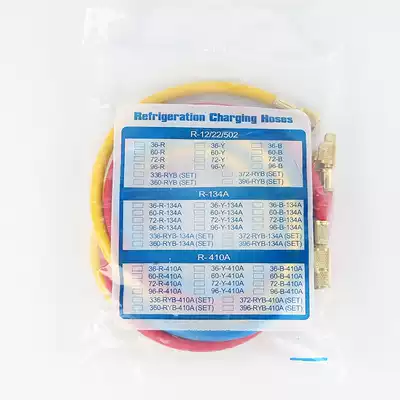 Refrigeration Charging Hoses
R-12/22/502
36-R 36-Y 36-B
60-R 60-Y 60-B
72-R 72-Y 72-B
96-R 96-Y 96-B
336-RYB (SET) 372-RYB (SET)
360-RYB (SET) 396-RYB (SET)
R-134A
36-R-134A 36-Y-134A 36-B-134A
60-R-134A 60-Y-134A 60-B-134A
72-R-134A 72-Y-134A 72-B-134A
96-R-134A 96-Y-134A 96-B-134A
336-RYB-134A (SET) 372-RYB-134A (SET)
360-RYB-134A (SET) 396-RYB-134A (SET)
R- 410A
36-R-410A 36-Y-410A 36-B-410A
60-R-410A 60-Y-410A 60-B-410A
72-R-410A 72-Y-410A 72-B-410A
96-R-410A 96-Y-410A 96-B-410A
336-RYB-410A (SET) 372-RYB-410A (SET)
360-RYB-410A (SET) 396-RYB-410A (SET)